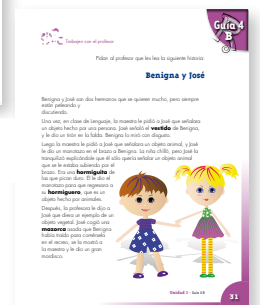 Guía 4
B
Trabajen con el profesor
Pidan al profesor que les lea la siguiente historia:
Benigna y José
Benigna y José son dos hermanos que se quieren mucho, pero siempre
están peleando y
discutiendo.
Una vez, en clase de Lenguaje, la maestra le pidió a José que señalara
un objeto hecho por una persona. José señaló el vestido de Benigna,
y le dio un tirón en la falda. Benigna lo miró con disgusto.
Luego la maestra le pidió a José que señalara un objeto animal, y José
le dio un manotazo en el brazo a Benigna. La niña chilló, pero José la
tranquilizó explicándole que él sólo quería señalar un objeto animal
que se le estaba subiendo por el
brazo. Era una hormiguita de
las que pican duro. Él le dio el
manotazo para que regresara a
su hormiguero, que es un
objeto hecho por animales.
Después, la profesora le dijo a
José que diera un ejemplo de un
objeto vegetal. José cogió una
mazorca asada que Benigna
había traído para comérsela
en el recreo, se la mostró a
la maestra y le dio un gran
mordisco.
Unidad 2 - Guía 4 B
31